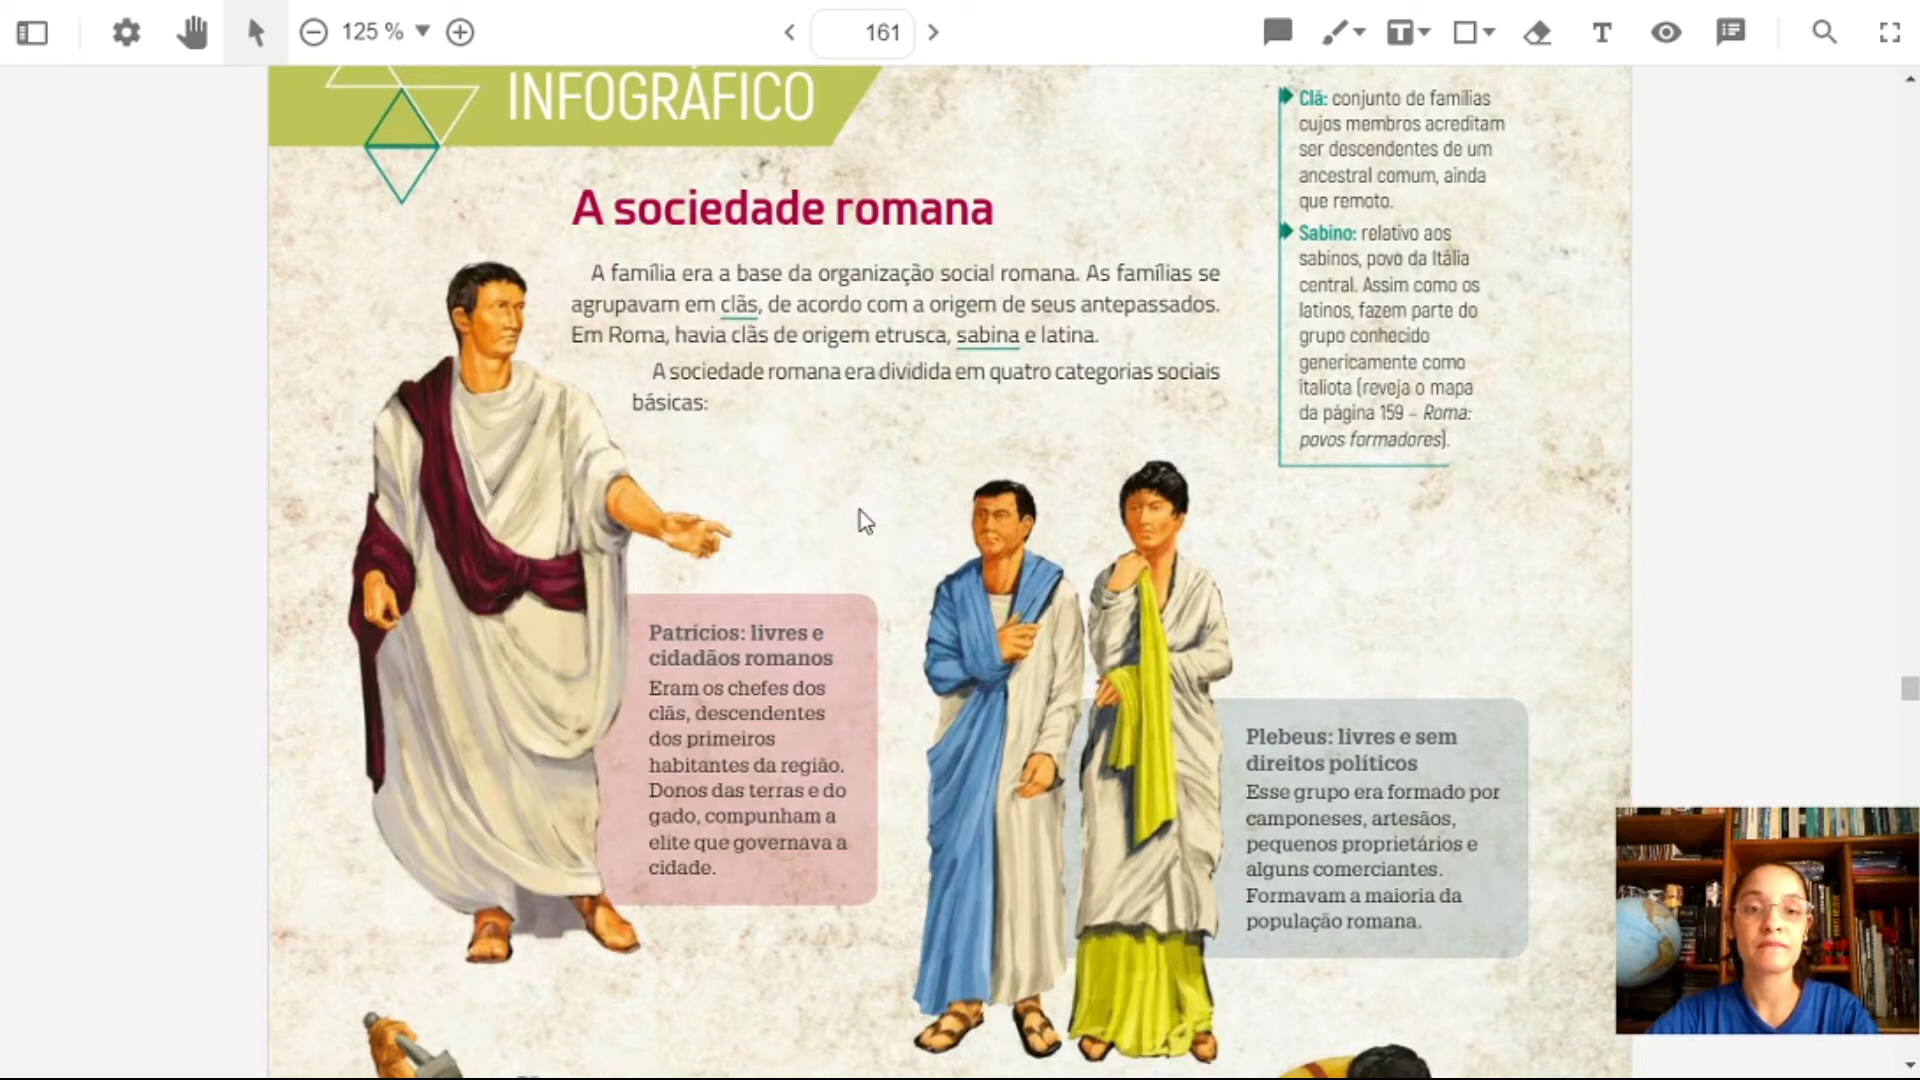 125 %
161
INFOGRÁFICO
A sociedade romana
A família era a base da organização social romana. As famílias se
agrupavam em clãs, de acordo com a origem de seus antepassados.
Em Roma, havia clãs de origem etrusca, sabina e latina.
A sociedade romana era dividida em quatro categorias sociais
básicas:
Clã: conjunto de famílias
cujos membros acreditam
ser descendentes de um
ancestral comum, ainda
que remoto.
Sabino: relativo aos
sabinos, povo da Itália
central. Assim como os
latinos, fazem parte do
grupo conhecido
genericamente como
italiota (reveja o mapa
da página 159 – Roma:
povos formadores).
Patrícios: livres e
cidadãos romanos
Eram os chefes dos
clãs, descendentes
dos primeiros
habitantes da região.
Donos das terras e do
gado, compunham a
elite que governava a
cidade.
Plebeus: livres e sem
direitos políticos
Esse grupo era formado por
camponeses, artesãos,
pequenos proprietários e
alguns comerciantes.
Formavam a maioria da
população romana.